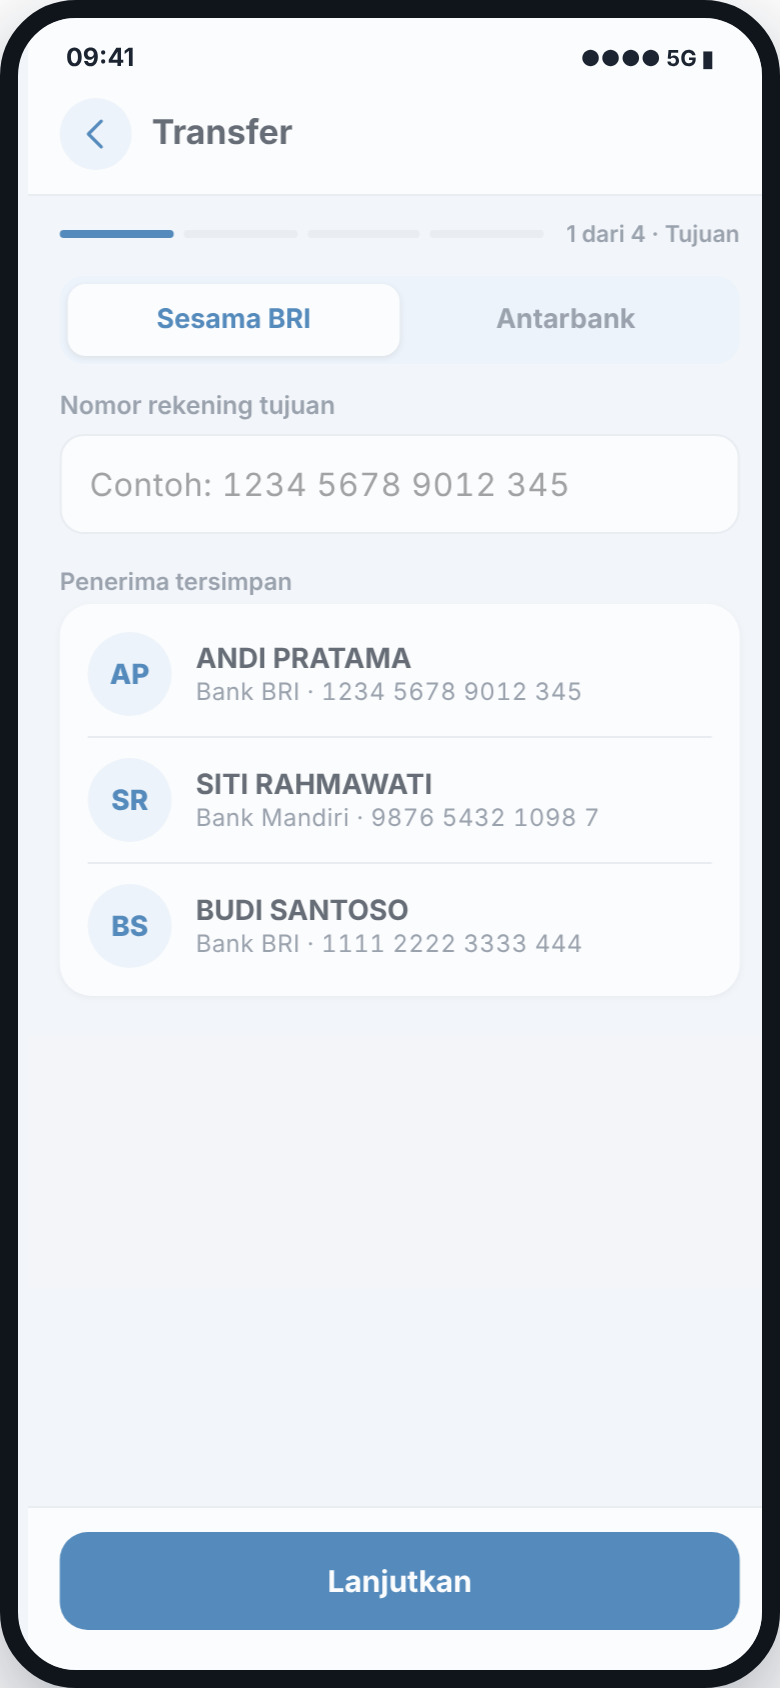 09:41
●●●● 5G ▮
Transfer
1 dari 4 · Tujuan
Sesama BRI
Antarbank
Nomor rekening tujuan
Contoh: 1234 5678 9012 345
Penerima tersimpan
AP
ANDI PRATAMA
Bank BRI · 1234 5678 9012 345
SR
SITI RAHMAWATI
Bank Mandiri · 9876 5432 1098 7
BS
BUDI SANTOSO
Bank BRI · 1111 2222 3333 444
Lanjutkan